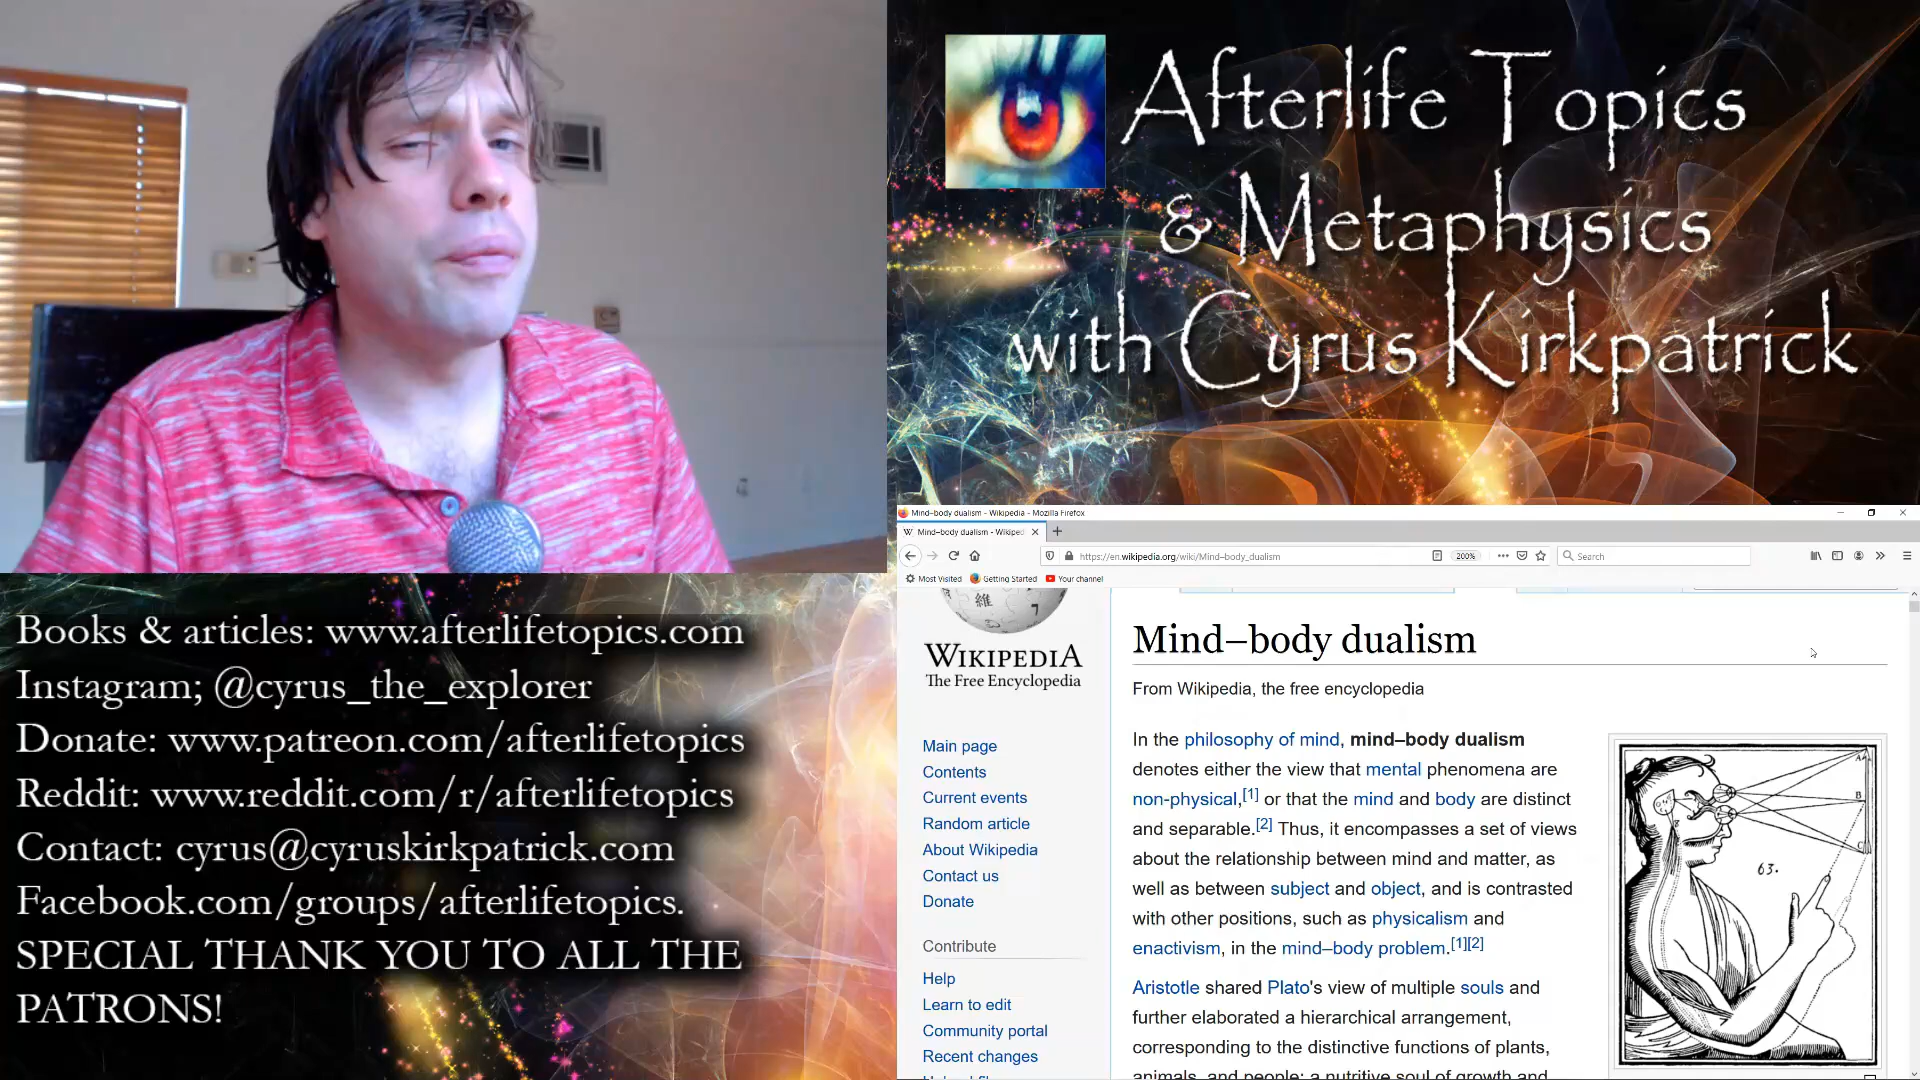 Afterlife Topics
& Metaphysics
with Cyrus Kirkpatrick
Books & articles: www.afterlifetopics.com
Instagram; @cyrus_the_explorer
Donate: www.patreon.com/afterlifetopics
Reddit: www.reddit.com/r/afterlifetopics
Contact: cyrus@cyruskirkpatrick.com
Facebook.com/groups/afterlifetopics.
SPECIAL THANK YOU TO ALL THE
PATRONS!
Mind–body dualism - Wikipedia - Mozilla Firefox
W Mind–body dualism - Wikiped
https://en.wikipedia.org/wiki/Mind–body_dualism
200%
Search
Most Visited
Getting Started
Your channel
維
WIKIPEDIA
The Free Encyclopedia
Main page
Contents
Current events
Random article
About Wikipedia
Contact us
Donate
Contribute
Help
Learn to edit
Community portal
Recent changes
Mind–body dualism
From Wikipedia, the free encyclopedia
In the philosophy of mind, mind–body dualism
denotes either the view that mental phenomena are
non-physical,[1] or that the mind and body are distinct
and separable.[2] Thus, it encompasses a set of views
about the relationship between mind and matter, as
well as between subject and object, and is contrasted
with other positions, such as physicalism and
enactivism, in the mind–body problem.[1][2]
Aristotle shared Plato's view of multiple souls and
further elaborated a hierarchical arrangement,
corresponding to the distinctive functions of plants,
animals, and people: a nutritive soul of growth and
A
B
C
63.